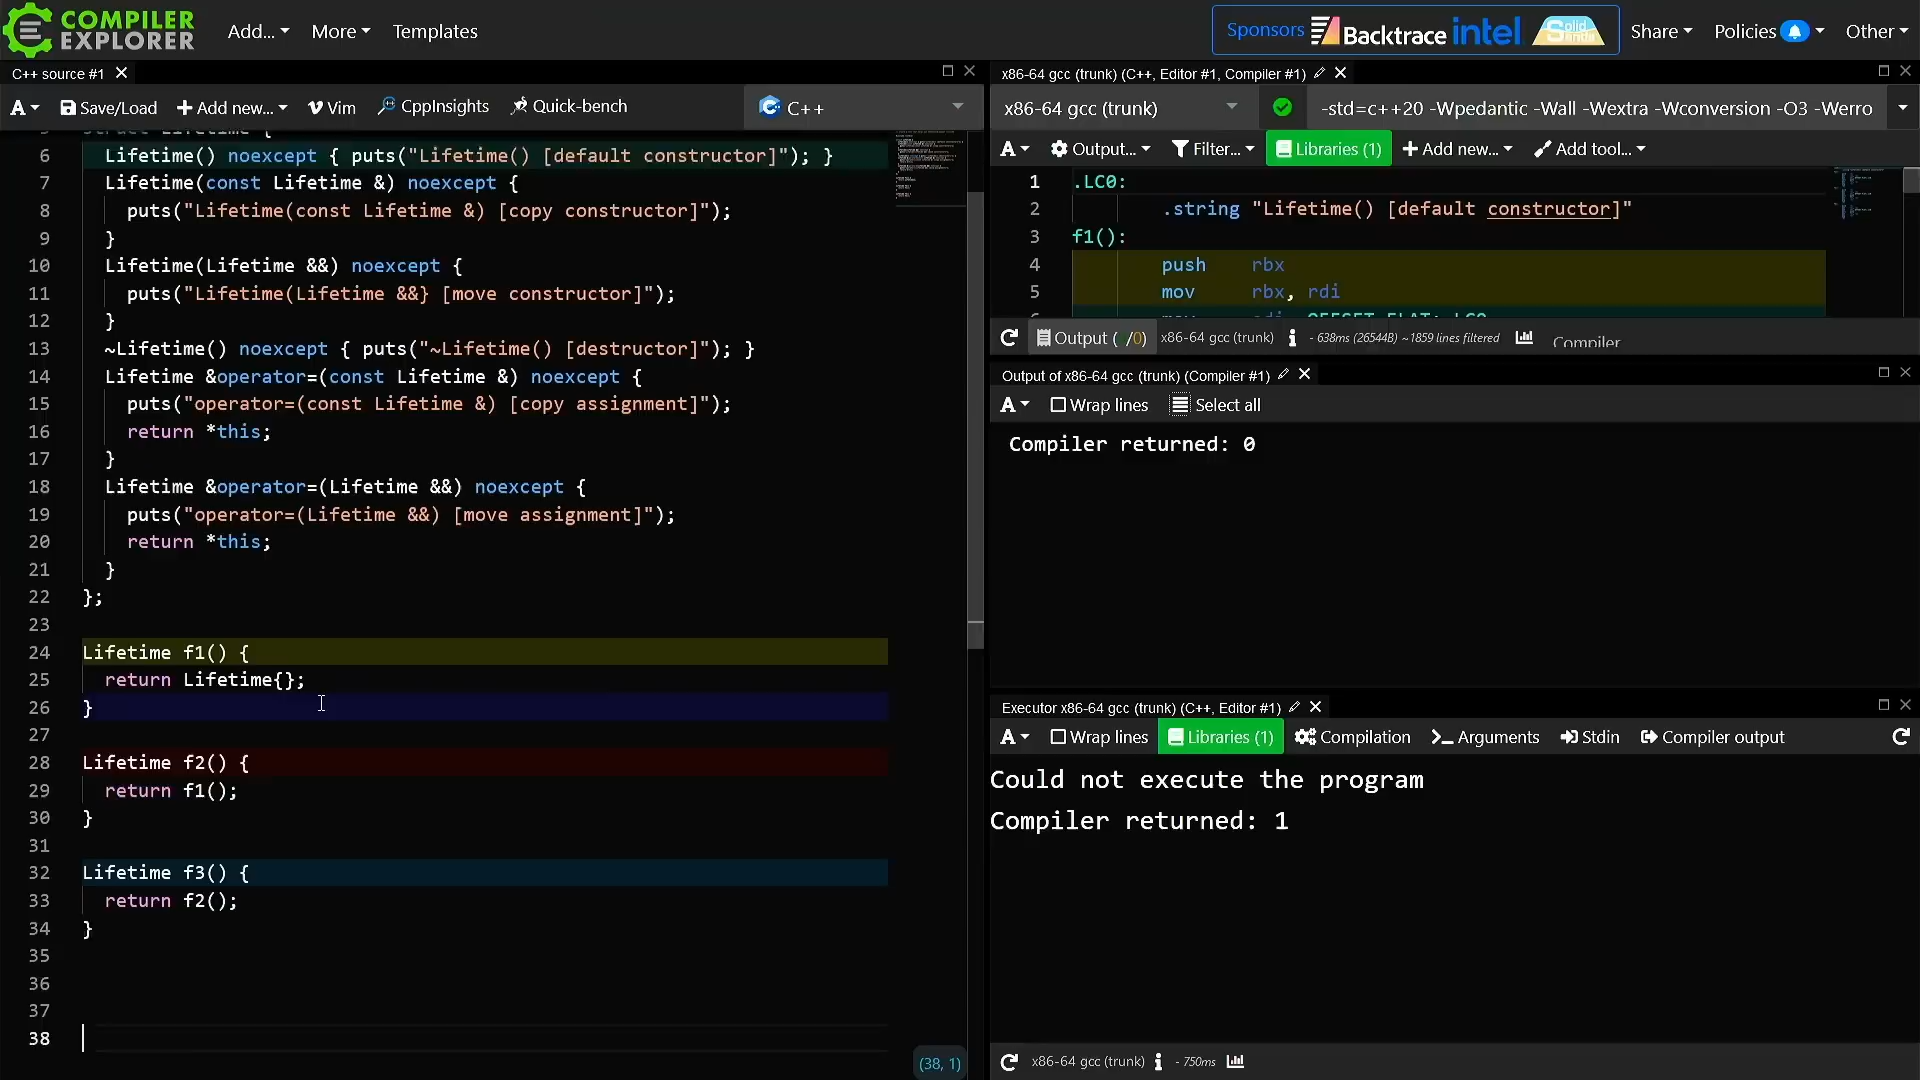 COMPILER
EXPLORER
Add...
More
Templates
Sponsors
Backtrace
intel
Solid Sands
Share
Policies
Other
C++ source #1
Save/Load
Add new...
Vim
CppInsights
Quick-bench
C++
struct Lifetime {
6 Lifetime() noexcept { puts("Lifetime() [default constructor]"); }
7 Lifetime(const Lifetime &) noexcept {
8 puts("Lifetime(const Lifetime &) [copy constructor]");
9 }
10 Lifetime(Lifetime &&) noexcept {
11 puts("Lifetime(Lifetime &&} [move constructor]");
12 }
13 ~Lifetime() noexcept { puts("~Lifetime() [destructor]"); }
14 Lifetime &operator=(const Lifetime &) noexcept {
15 puts("operator=(const Lifetime &) [copy assignment]");
16 return *this;
17 }
18 Lifetime &operator=(Lifetime &&) noexcept {
19 puts("operator=(Lifetime &&) [move assignment]");
20 return *this;
21 }
22 };
23
24 Lifetime f1() {
25 return Lifetime{};
26 }
27
28 Lifetime f2() {
29 return f1();
30 }
31
32 Lifetime f3() {
33 return f2();
34 }
35
36
37
38
(38, 1)
x86-64 gcc (trunk) (C++, Editor #1, Compiler #1)
x86-64 gcc (trunk)
-std=c++20 -Wpedantic -Wall -Wextra -Wconversion -O3 -Werro
A
Output...
Filter...
Libraries (1)
Add new...
Add tool...
1 .LC0:
2 .string "Lifetime() [default constructor]"
3 f1():
4 push rbx
5 mov rbx, rdi
Output ( /0)
x86-64 gcc (trunk)
- 638ms (26544B) ~1859 lines filtered
Compiler
Output of x86-64 gcc (trunk) (Compiler #1)
A
Wrap lines
Select all
Compiler returned: 0
Executor x86-64 gcc (trunk) (C++, Editor #1)
A
Wrap lines
Libraries (1)
Compilation
Arguments
Stdin
Compiler output
Could not execute the program
Compiler returned: 1
x86-64 gcc (trunk)
- 750ms